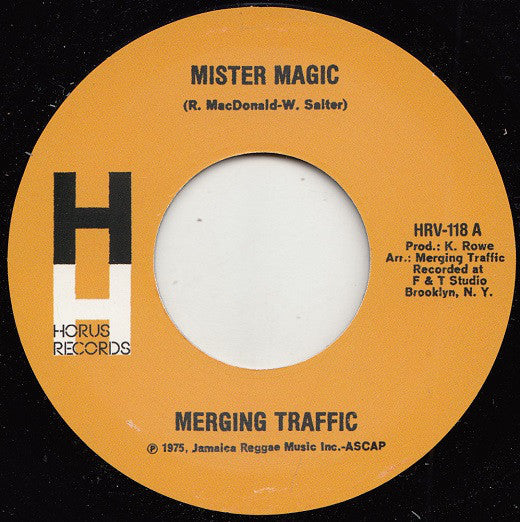 MISTER MAGIC
(R. MacDonald-W. Salter)
H
H
HORUS
RECORDS
HRV-118 A
Prod.: K. Rowe
Arr.: Merging Traffic
Recorded at
F & T Studio
Brooklyn, N. Y.
MERGING TRAFFIC
℗ 1975, Jamaica Reggae Music Inc.-ASCAP